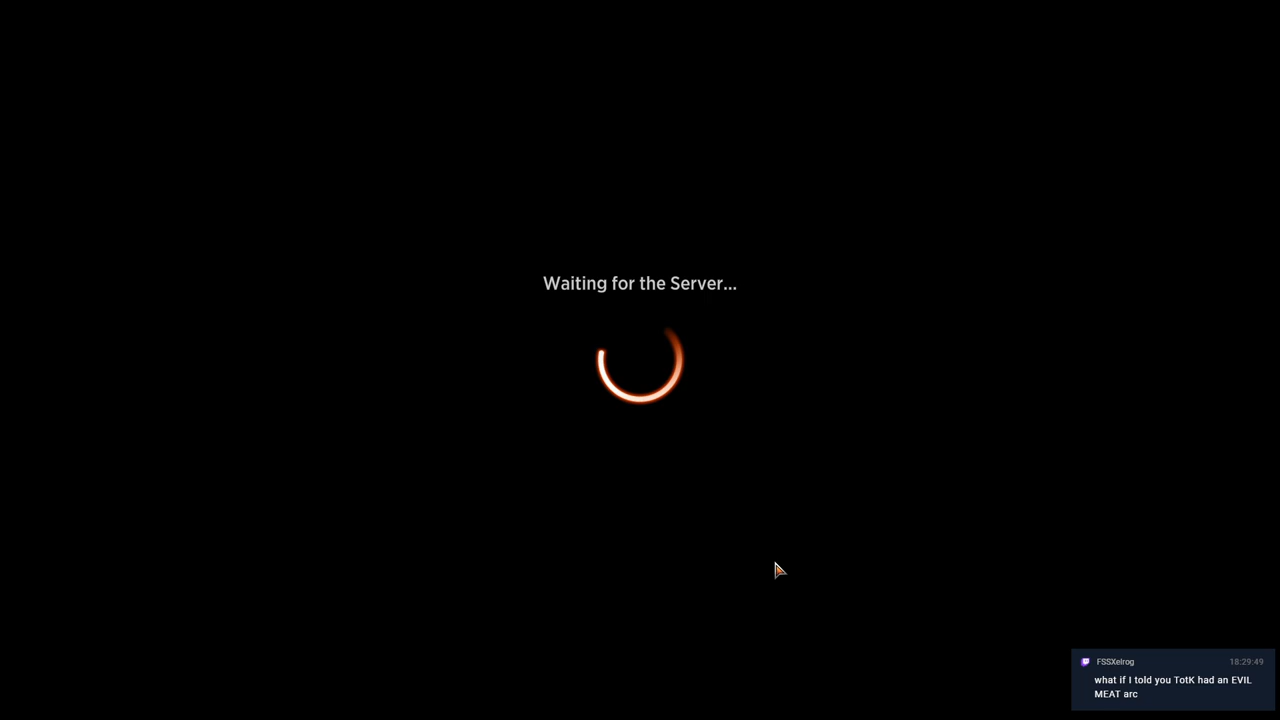 Waiting for the Server...
FSSXelrog 18:29:49
what if I told you TotK had an EVIL
MEAT arc